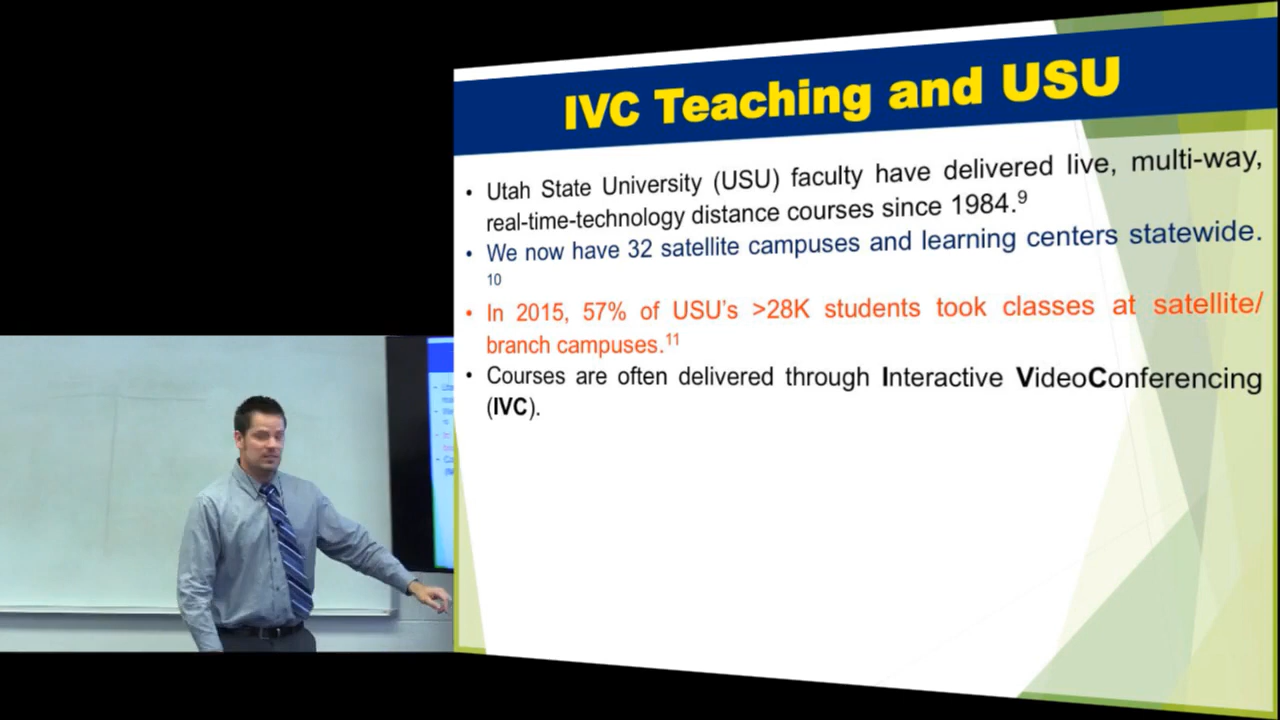 IVC Teaching and USU
• Utah State University (USU) faculty have delivered live, multi-way,
real-time-technology distance courses since 1984.9
• We now have 32 satellite campuses and learning centers statewide.
10
• In 2015, 57% of USU's >28K students took classes at satellite/
branch campuses.11
• Courses are often delivered through Interactive VideoConferencing
(IVC).